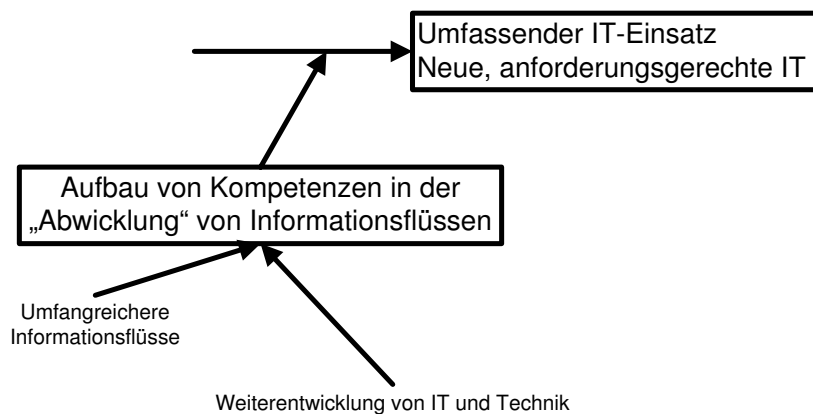 Umfassender IT-Einsatz
Neue, anforderungsgerechte IT
Aufbau von Kompetenzen in der
„Abwicklung“ von Informationsflüssen
Umfangreichere
Informationsflüsse
Weiterentwicklung von IT und Technik